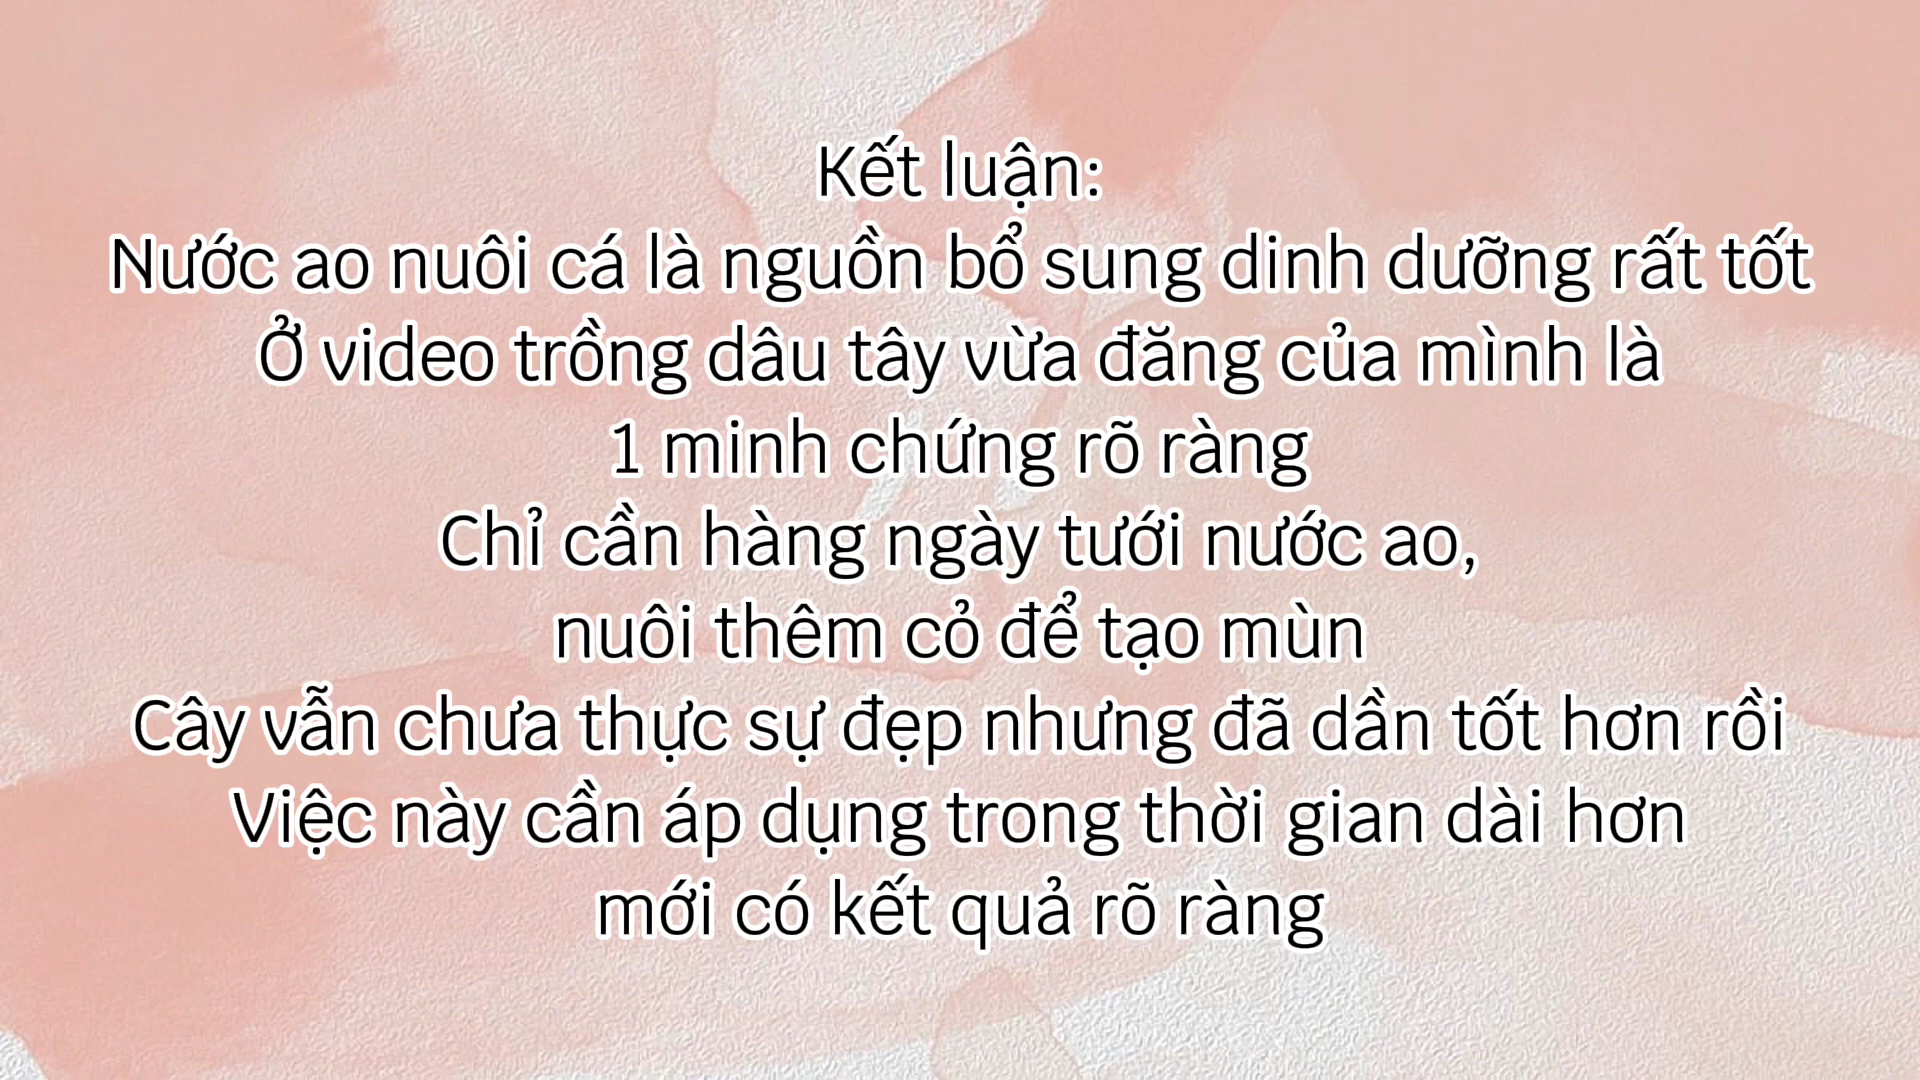 Kết luận:
Nước ao nuôi cá là nguồn bổ sung dinh dưỡng rất tốt
Ở video trồng dâu tây vừa đăng của mình là
1 minh chứng rõ ràng
Chỉ cần hàng ngày tưới nước ao,
nuôi thêm cỏ để tạo mùn
Cây vẫn chưa thực sự đẹp nhưng đã dần tốt hơn rồi
Việc này cần áp dụng trong thời gian dài hơn
mới có kết quả rõ ràng